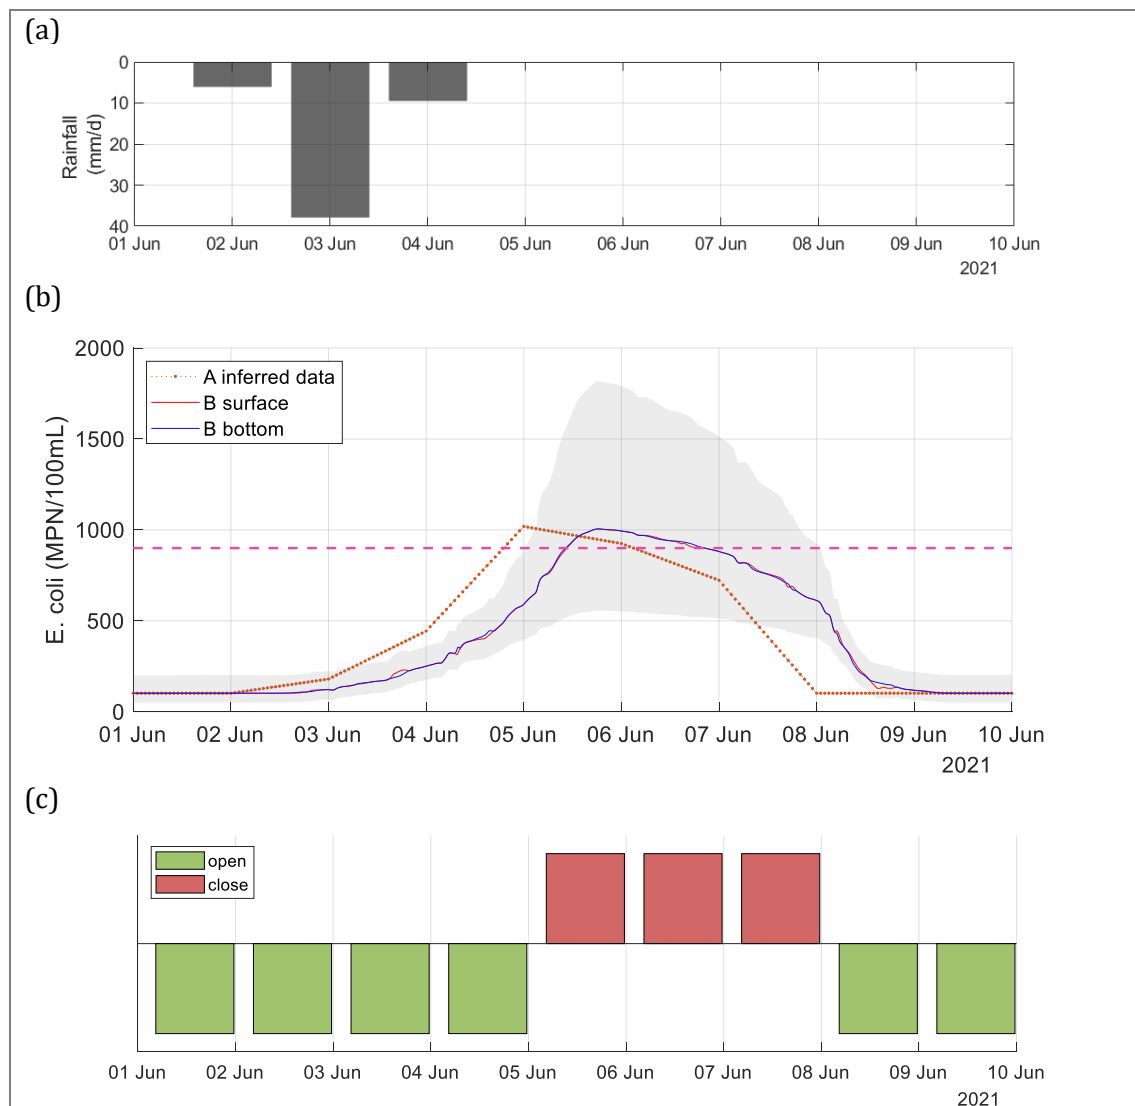 (a)
Rainfall
(mm/d)
0
10
20
30
40
01 Jun 02 Jun 03 Jun 04 Jun 05 Jun 06 Jun 07 Jun 08 Jun 09 Jun 10 Jun
2021
(b)
E. coli (MPN/100mL)
2000
1500
1000
500
0
A inferred data
B surface
B bottom
01 Jun 02 Jun 03 Jun 04 Jun 05 Jun 06 Jun 07 Jun 08 Jun 09 Jun 10 Jun
2021
(c)
open
close
01 Jun 02 Jun 03 Jun 04 Jun 05 Jun 06 Jun 07 Jun 08 Jun 09 Jun 10 Jun
2021